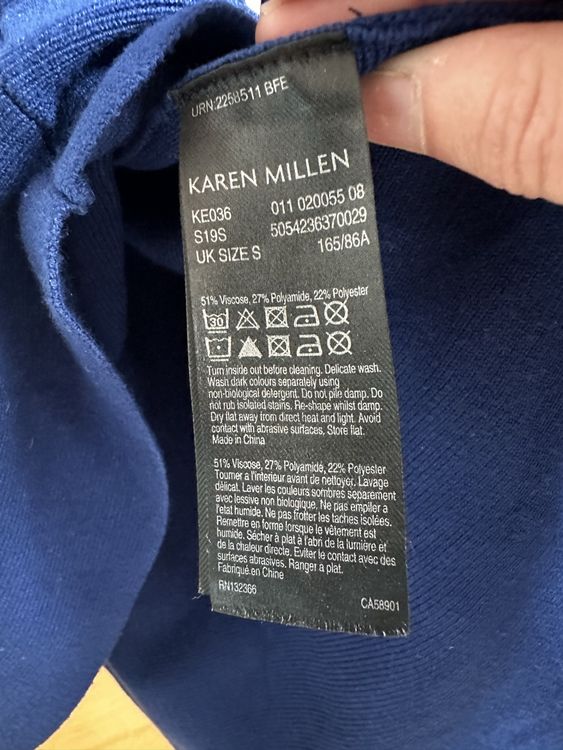 URN:2258511 BFE
KAREN MILLEN
KE036 011 020055 08
S19S 5054236370029
UK SIZE S 165/86A
51% Viscose, 27% Polyamide, 22% Polyester
30
Turn inside out before cleaning. Delicate wash.
Wash dark colours separately using
non-biological detergent. Do not pile damp. Do
not rub isolated stains. Re-shape whilst damp.
Dry flat away from direct heat and light. Avoid
contact with abrasive surfaces. Store flat.
Made in China
51% Viscose, 27% Polyamide, 22% Polyester
Tourner a l'interieur avant de nettoyer. Lavage
délicat. Laver les couleurs sombres separement
avec lessive non biologique. Ne pas empiler a
l'etat humide. Ne pas frotter les taches isolées.
Remettre en forme lorsque le vêtement est
humide. Sécher à plat à l'abri de la lumière et
de la chaleur directe. Eviter le contact avec des
surfaces abrasives. Ranger a plat.
Fabriqué en Chine
RN132366 CA58901